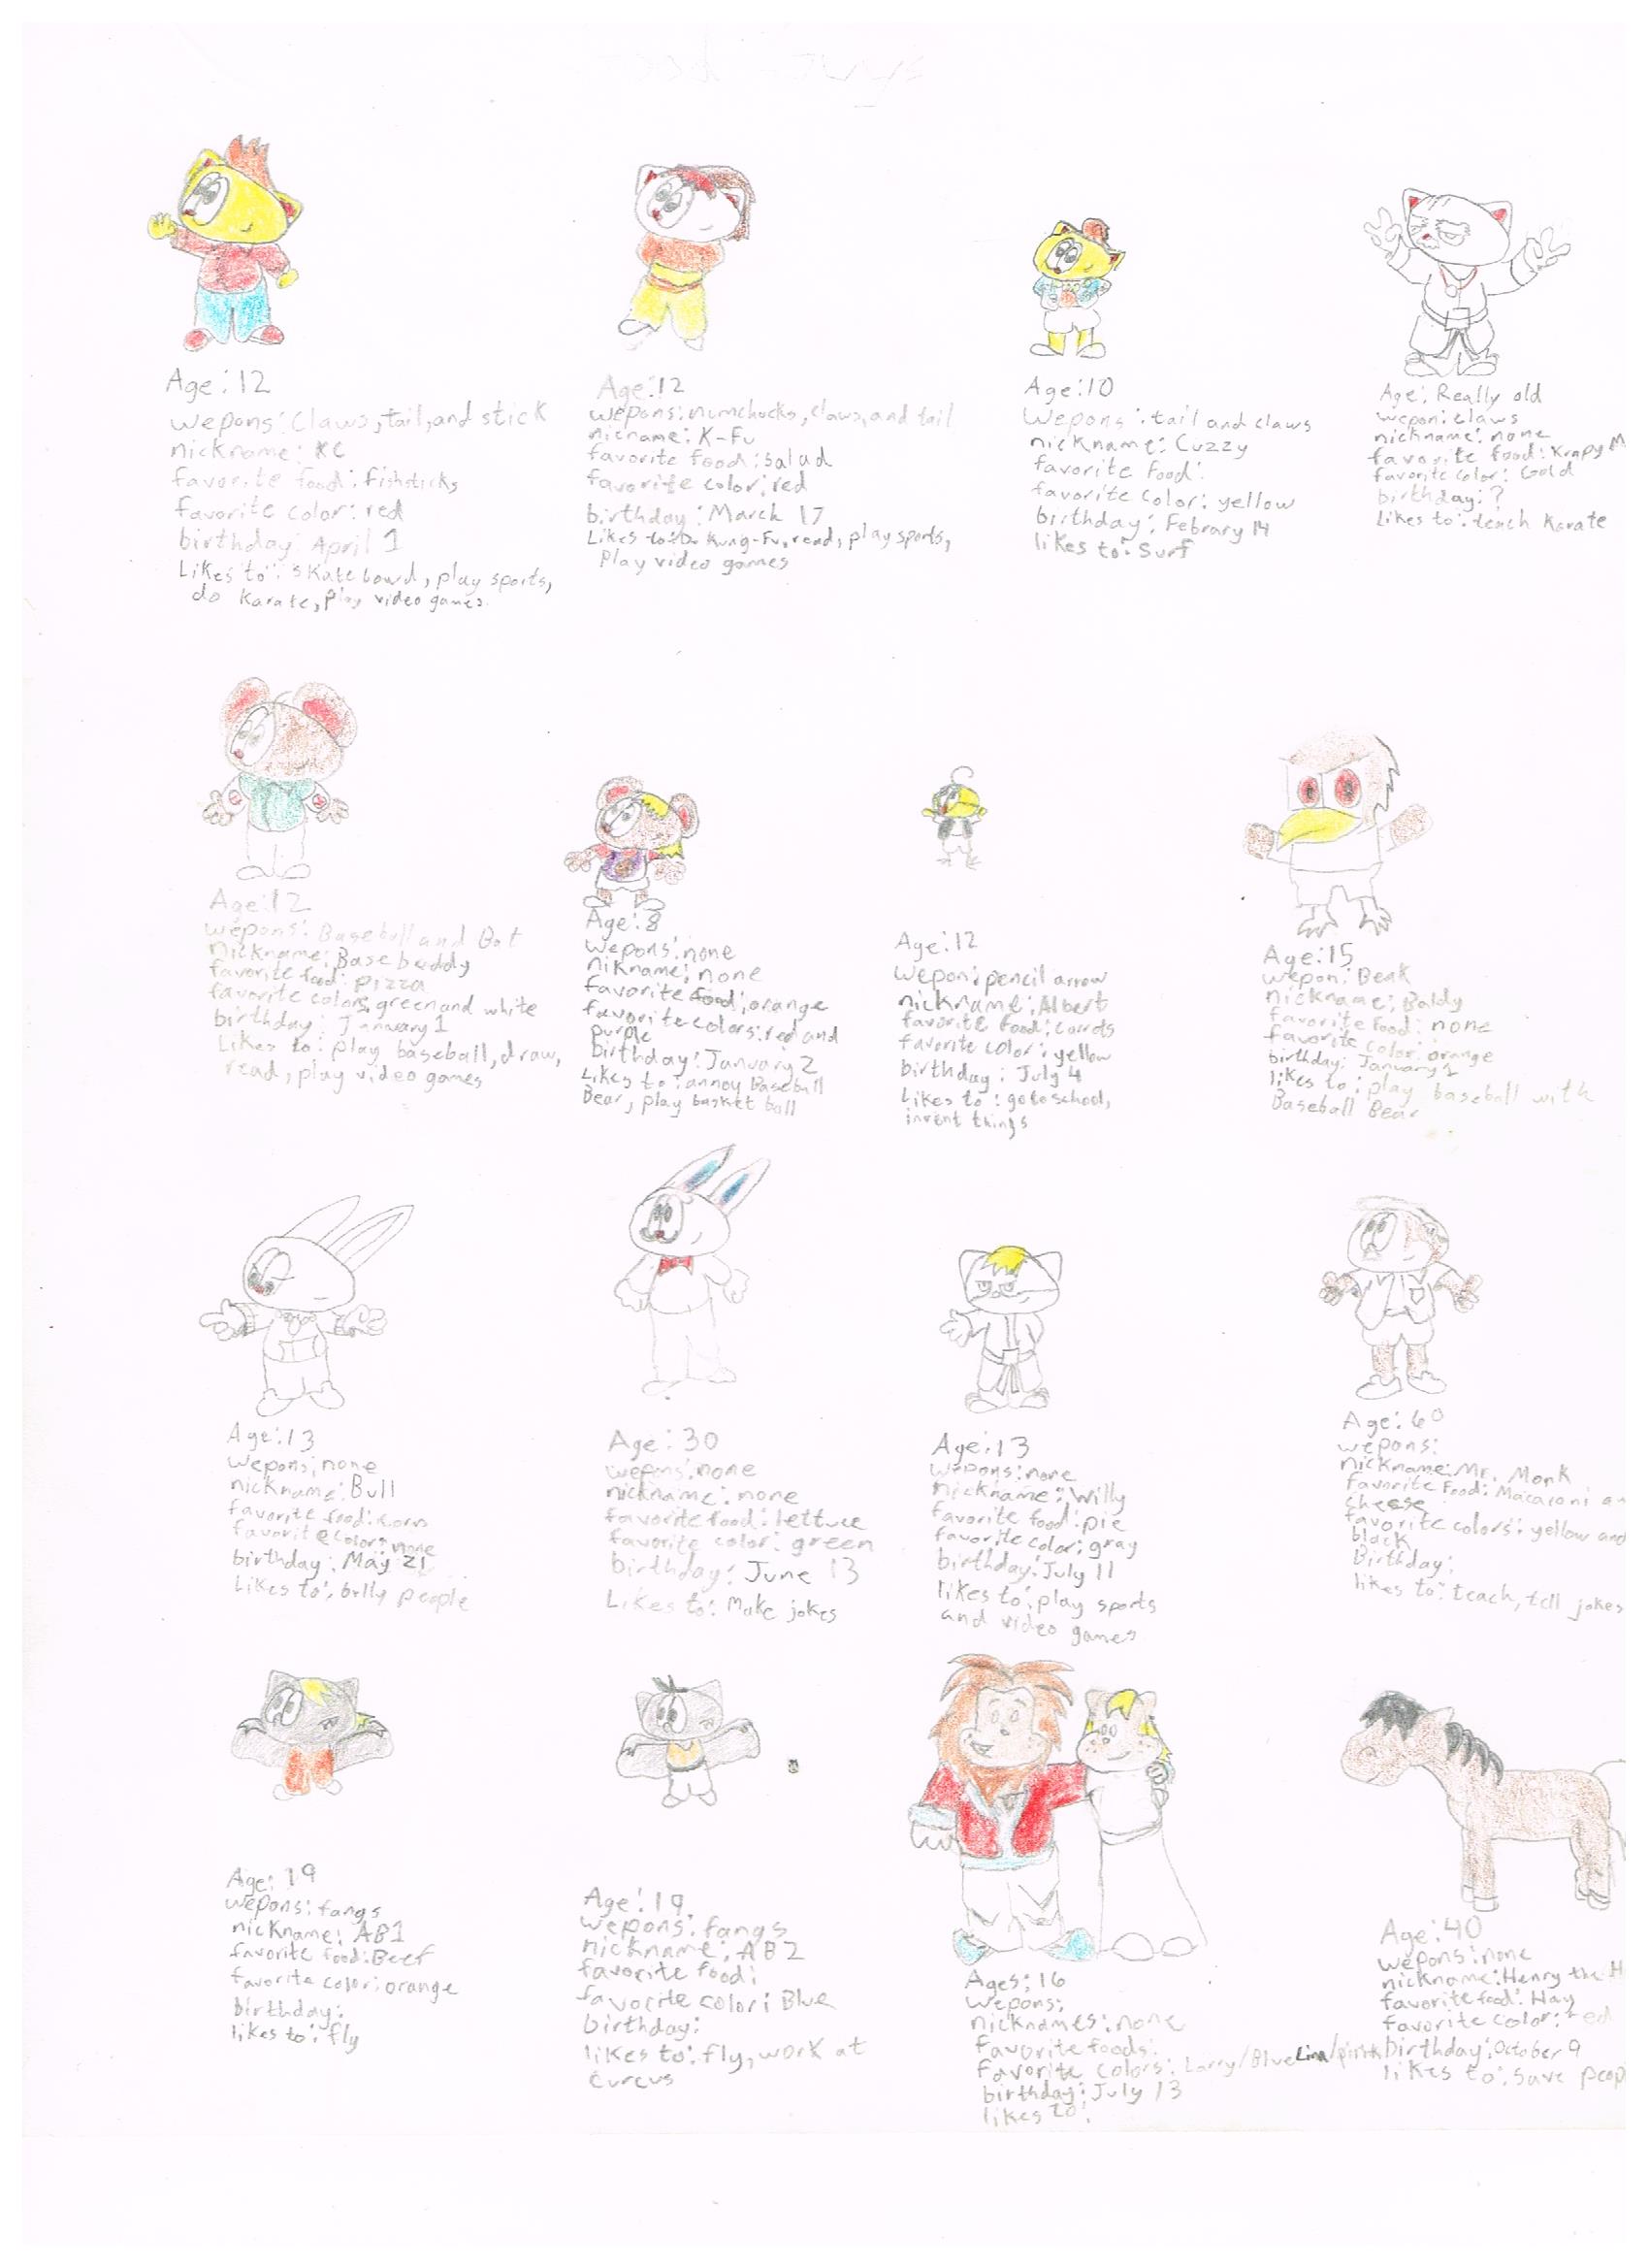 Age: 12
wepons: Claws, tail, and stick
nickname: KC
favorite food: fishsticks
favorite color: red
birthday: April 1
Likes to: skate bowrd, play sports,
do Karate, play video games.
Age: 12
wepons: numchocks, claws, and tail
nicname: K-Fu
favorite food: salad
favorite color: red
birthday: March 17
Likes to: Do Kung-Fu, read, play sports,
Play video games
Age: 10
Wepons: tail and claws
nickname: Cuzzy
favorite food:
favorite color: yellow
birthday: Febrary 14
likes to: Surf
Age: Really old
wepon: claws
nickname: none
favorite food: Krapy M
favorite color: Gold
birthday: ?
Likes to: teach Karate
Age: 12
wepons: Baseball and Bat
Nickname: Base buddy
favorite food: pizza
favorite colors: green and white
birthday: January 1
Likes to: play baseball, draw,
read, play video games
Age: 8
wepons: none
nikname: none
favorite food: orange
favorite colors: red and
purple
birthday: January 2
Likes to: annoy Baseball
Bear, play basket ball
Age: 12
wepon: pencil arrow
nickname: Albert
favorite food: carrots
favorite color: yellow
birthday: July 4
Likes to: go to school,
invent things
Age: 15
wepon: Beak
Nickname: Baldy
favorite food: none
favorite color: orange
birthday: January 1
likes to: play baseball with
Baseball Bear
Age: 13
wepons: none
nickname: Bull
favorite food: corn
favorite color: none
birthday: May 21
Likes to: bully people
Age: 30
wepons: none
nickname: none
favorite food: lettuce
favorite color: green
birthday: June 13
Likes to: Make jokes
Age: 13
wepons: none
nickname: Willy
favorite food: pie
favorite color: gray
birthday: July 11
likes to: play sports
and video games
Age: 60
wepons:
Nickname: Mr. Monk
Favorite Food: Macaroni an
cheese
favorite colors: yellow and
black
Birthday:
likes to: teach, tell jokes
Age: 19
wepons: fangs
nickname: AB1
favorite food: Beef
favorite color: orange
birthday:
likes to: fly
Age: 19
wepons: fangs
nickname: AB2
favorite food:
favorite color: Blue
birthday:
likes to: fly, work at
curcus
Ages: 16
Wepons:
nicknames: none
favorite foods:
favorite colors: Larry/Blue Lina/pink
birthday: July 13
likes to:
Age: 40
wepons: none
nickname: Henry the H
favorite food: Hay
favorite color: red
birthday: October 9
likes to: save peop